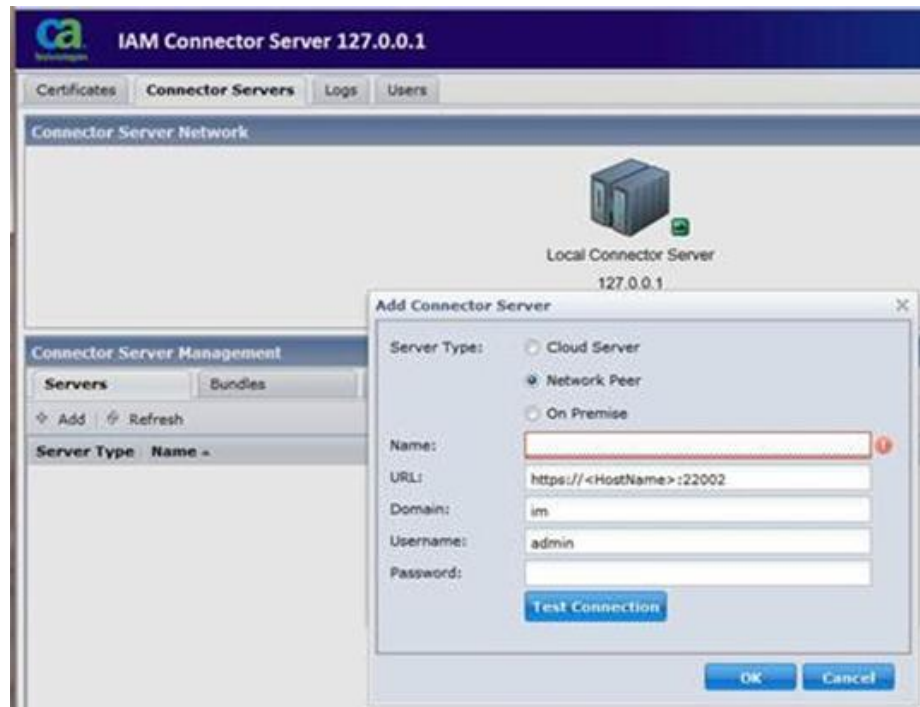 ca
technologies
IAM Connector Server 127.0.0.1
Certificates Connector Servers Logs Users
Connector Server Network
Local Connector Server
127.0.0.1
Connector Server Management
Servers Bundles
Add Refresh
Server Type Name
Add Connector Server
Server Type: Cloud Server
Network Peer
On Premise
Name:
URL: https://<HostName>:22002
Domain: im
Username: admin
Password:
Test Connection
OK Cancel